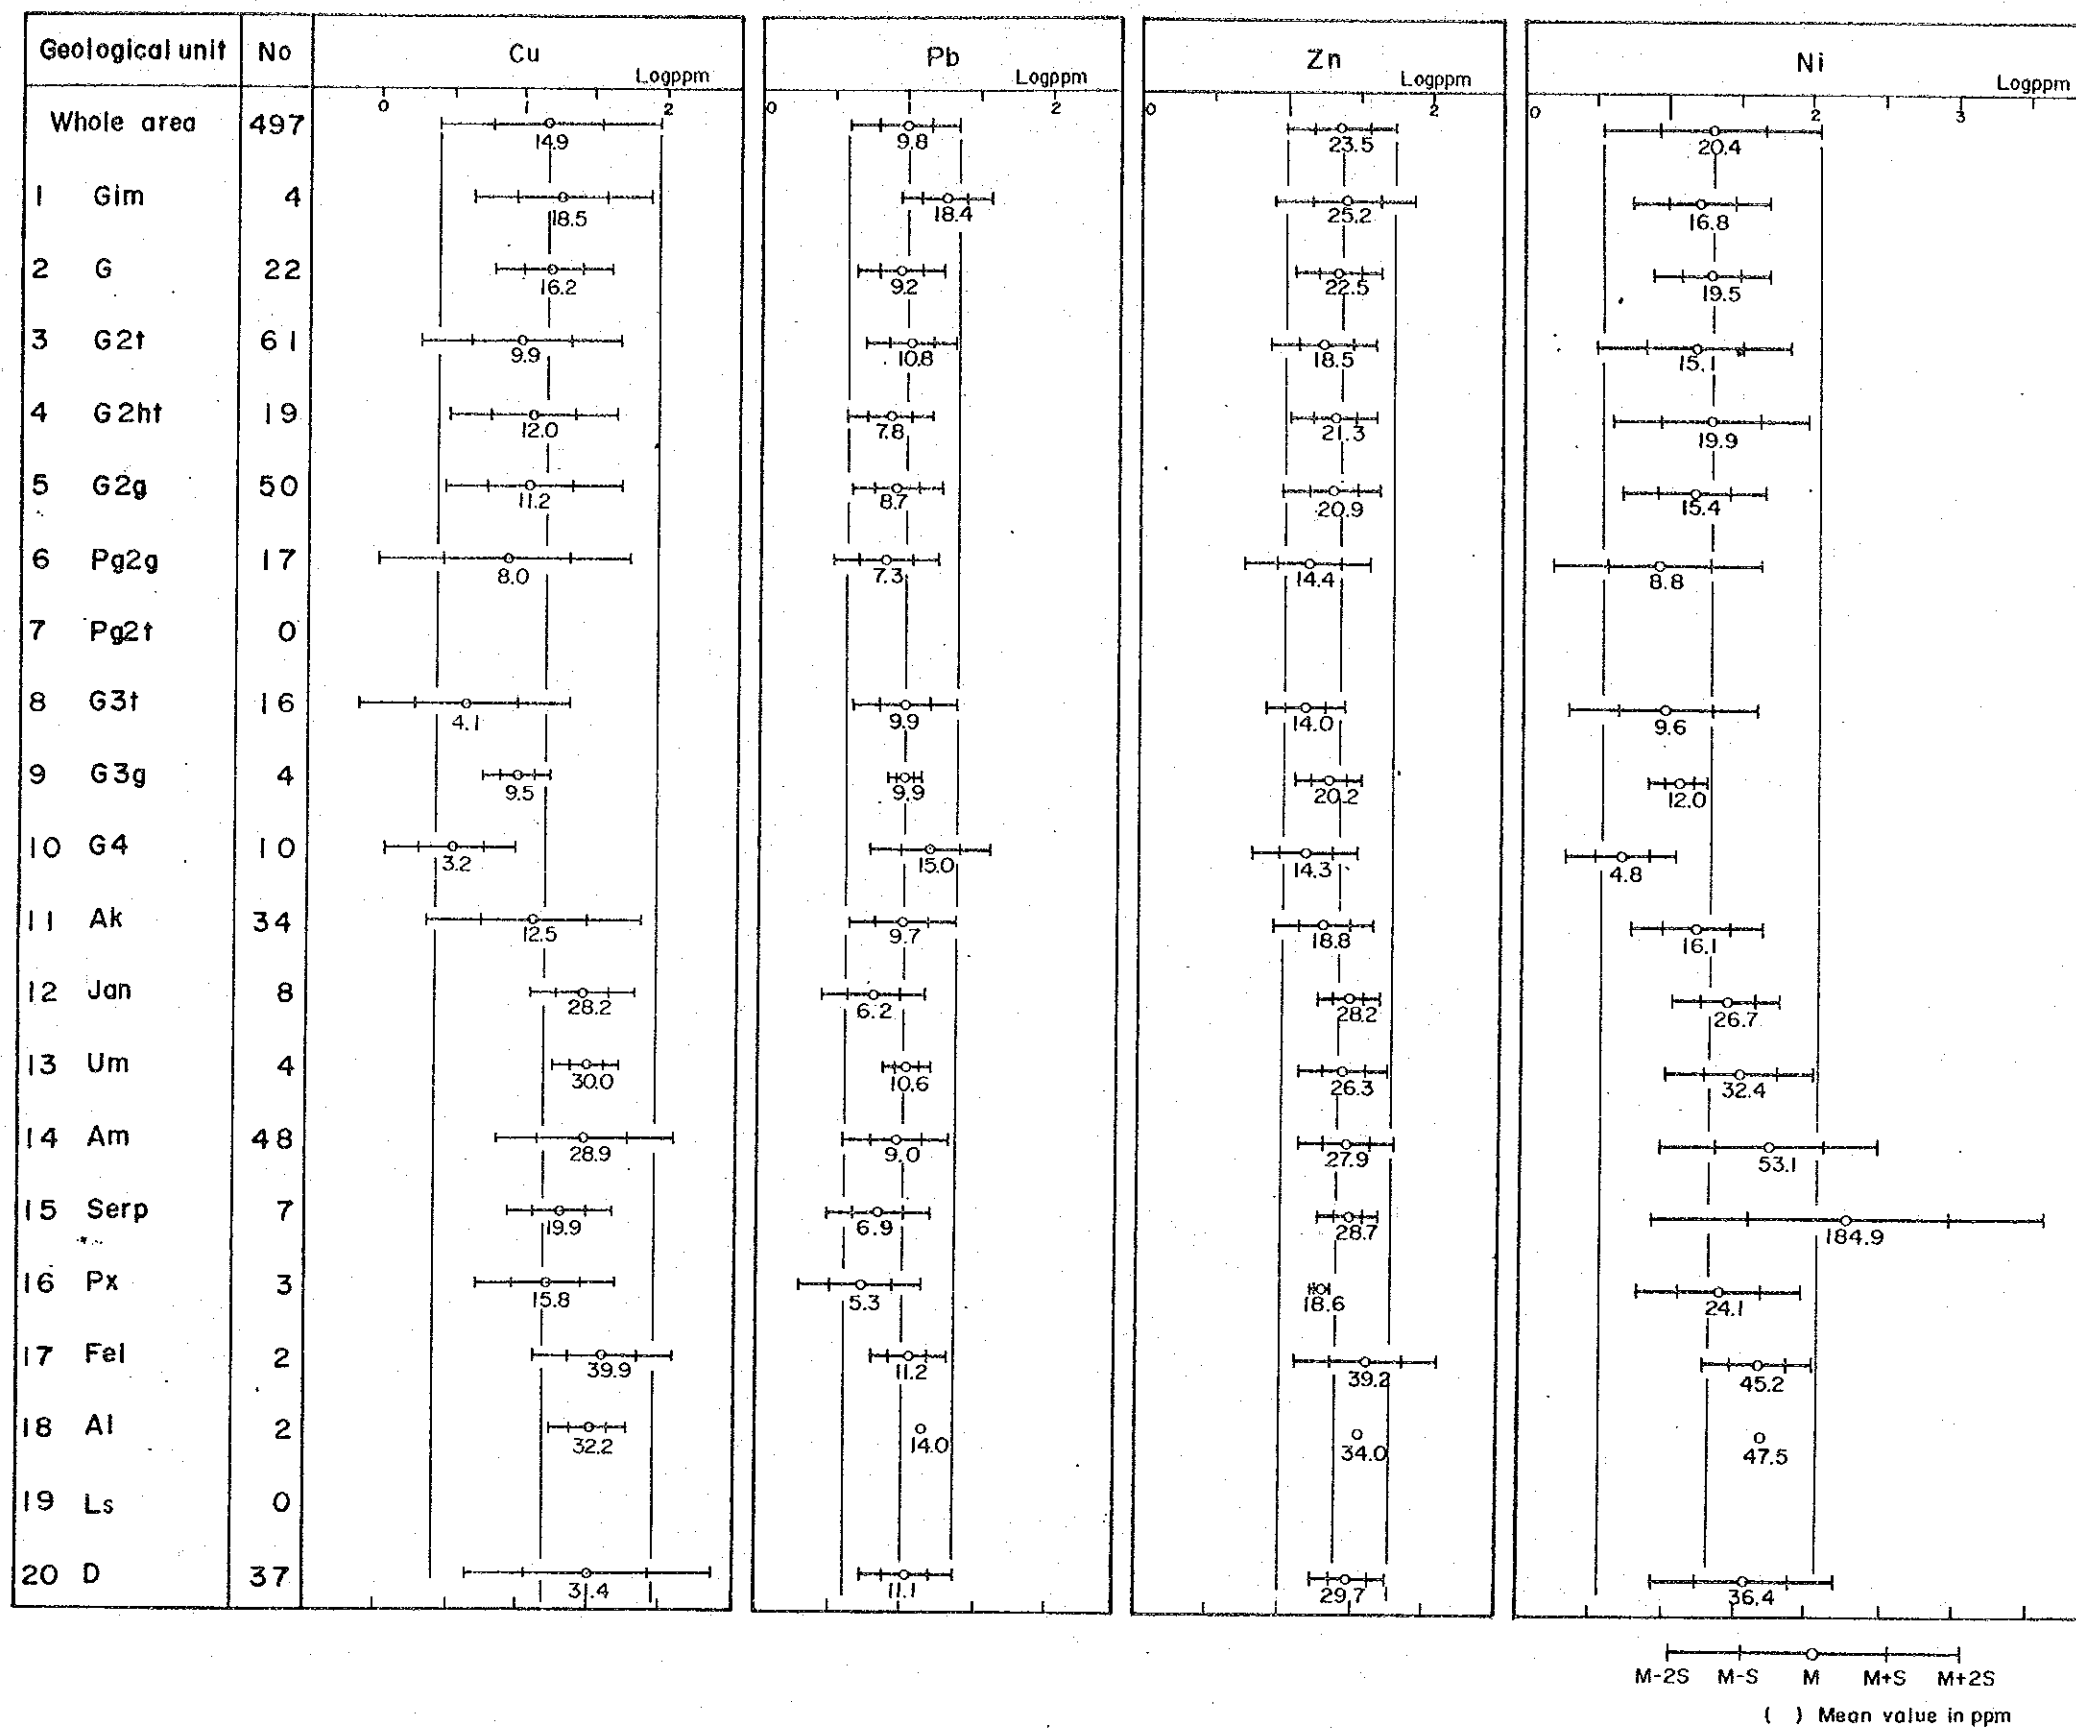 Geological unit No Cu Logppm Pb Logppm Zn Logppm Ni Logppm
0 1 2 0 1 2 0 1 2 0 1 2 3
Whole area 497 14.9 9.8 23.5 20.4
1 Gim 4 18.5 18.4 25.2 16.8
2 G 22 16.2 9.2 22.5 19.5
3 G2t 61 9.9 10.8 18.5 15.1
4 G2ht 19 12.0 7.8 21.3 19.9
5 G2g 50 11.2 8.7 20.9 15.4
6 Pg2g 17 8.0 7.3 14.4 8.8
7 Pg2t 0
8 G3t 16 4.1 9.9 14.0 9.6
9 G3g 4 9.5 9.9 20.2 12.0
10 G4 10 3.2 15.0 14.3 4.8
11 Ak 34 12.5 9.7 18.8 16.1
12 Jan 8 28.2 6.2 28.2 26.7
13 Um 4 30.0 10.6 26.3 32.4
14 Am 48 28.9 9.0 27.9 53.1
15 Serp 7 19.9 6.9 28.7 184.9
16 Px 3 15.8 5.3 18.6 24.1
17 Fel 2 39.9 11.2 39.2 45.2
18 Al 2 32.2 14.0 34.0 47.5
19 Ls 0
20 D 37 31.4 11.1 29.7 36.4
M-2S M-S M M+S M+2S
( ) Mean value in ppm